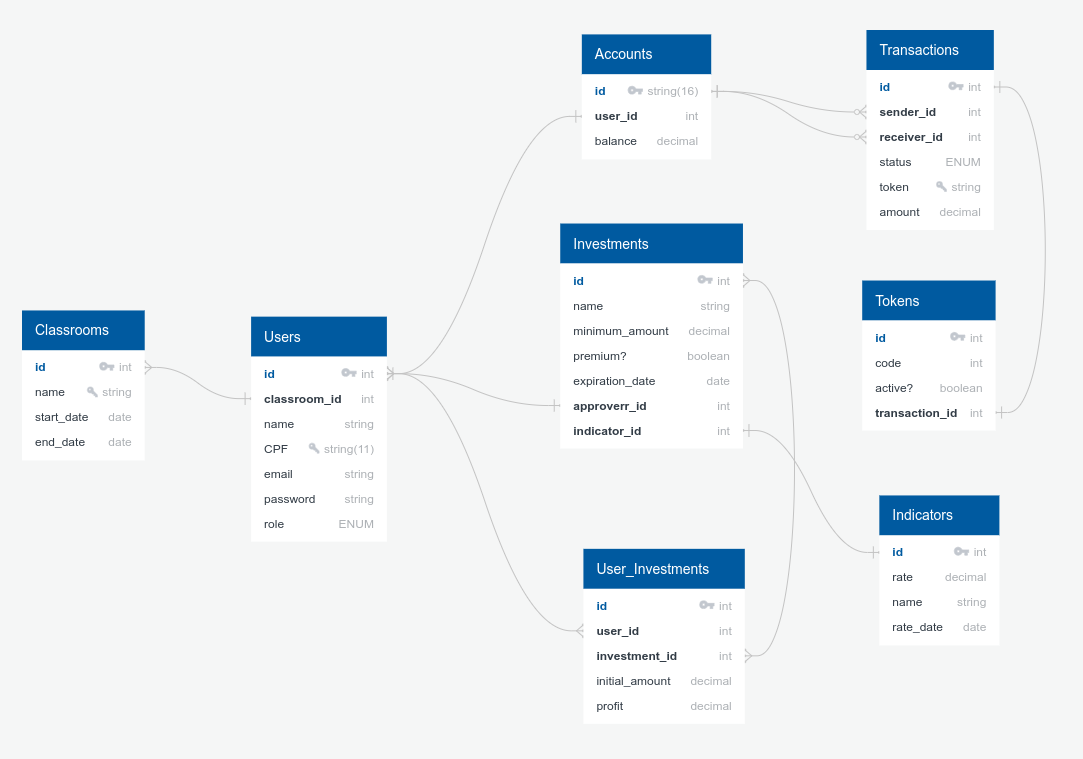 Accounts
id string(16)
user_id int
balance decimal
Transactions
id int
sender_id int
receiver_id int
status ENUM
token string
amount decimal
Investments
id int
name string
minimum_amount decimal
premium? boolean
expiration_date date
approverr_id int
indicator_id int
Tokens
id int
code int
active? boolean
transaction_id int
Classrooms
id int
name string
start_date date
end_date date
Users
id int
classroom_id int
name string
CPF string(11)
email string
password string
role ENUM
Indicators
id int
rate decimal
name string
rate_date date
User_Investments
id int
user_id int
investment_id int
initial_amount decimal
profit decimal